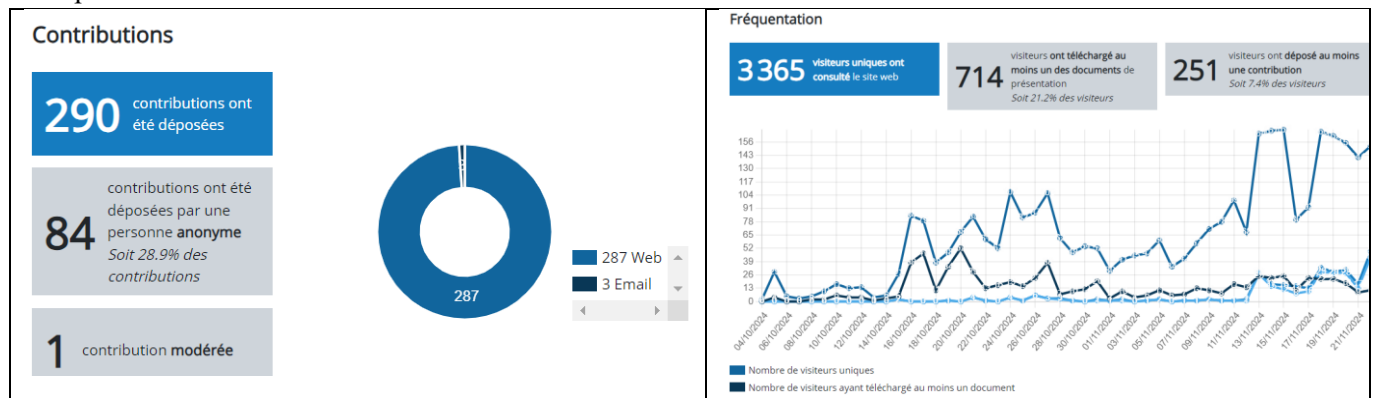 Contributions
290 contributions ont
été déposées
contributions ont été
déposées par une
84 personne anonyme
Soit 28.9% des
contributions
1 contribution modérée
287
287 Web
3 Email
Fréquentation
3 365 visiteurs uniques ont
consulté le site web
714
visiteurs ont téléchargé au
moins un des documents de
présentation
Soit 21.2% des visiteurs
251
visiteurs ont déposé au moins
une contribution
Soit 7.4% des visiteurs
156
143
130
117
104
91
78
65
52
39
26
13
0
04/10/2024
06/10/2024
08/10/2024
10/10/2024
12/10/2024
14/10/2024
16/10/2024
18/10/2024
20/10/2024
22/10/2024
24/10/2024
26/10/2024
28/10/2024
30/10/2024
01/11/2024
03/11/2024
05/11/2024
07/11/2024
09/11/2024
11/11/2024
13/11/2024
15/11/2024
17/11/2024
19/11/2024
21/11/2024
Nombre de visiteurs uniques
Nombre de visiteurs ayant téléchargé au moins un document